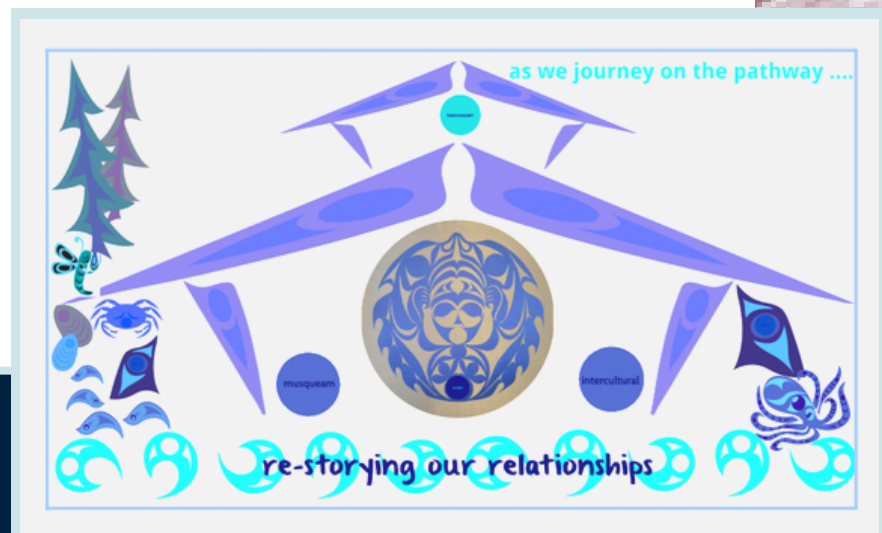 as we journey on the pathway ....
musqueam
intercultural
re-storying our relationships